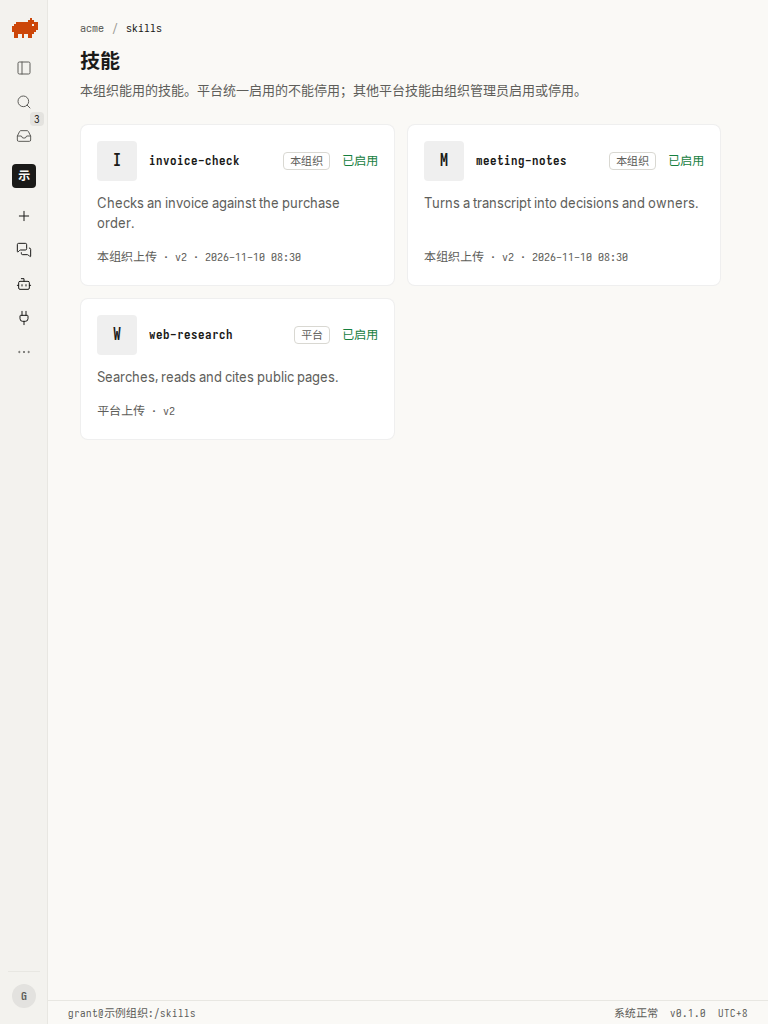 acme / skills
技能
本组织能用的技能。平台统一启用的不能停用；其他平台技能由组织管理员启用或停用。
3
示
I invoice-check 本组织 已启用
Checks an invoice against the purchase
order.
本组织上传 · v2 · 2026-11-10 08:30
M meeting-notes 本组织 已启用
Turns a transcript into decisions and owners.
本组织上传 · v2 · 2026-11-10 08:30
W web-research 平台 已启用
Searches, reads and cites public pages.
平台上传 · v2
G
grant@示例组织:/skills
系统正常 v0.1.0 UTC+8